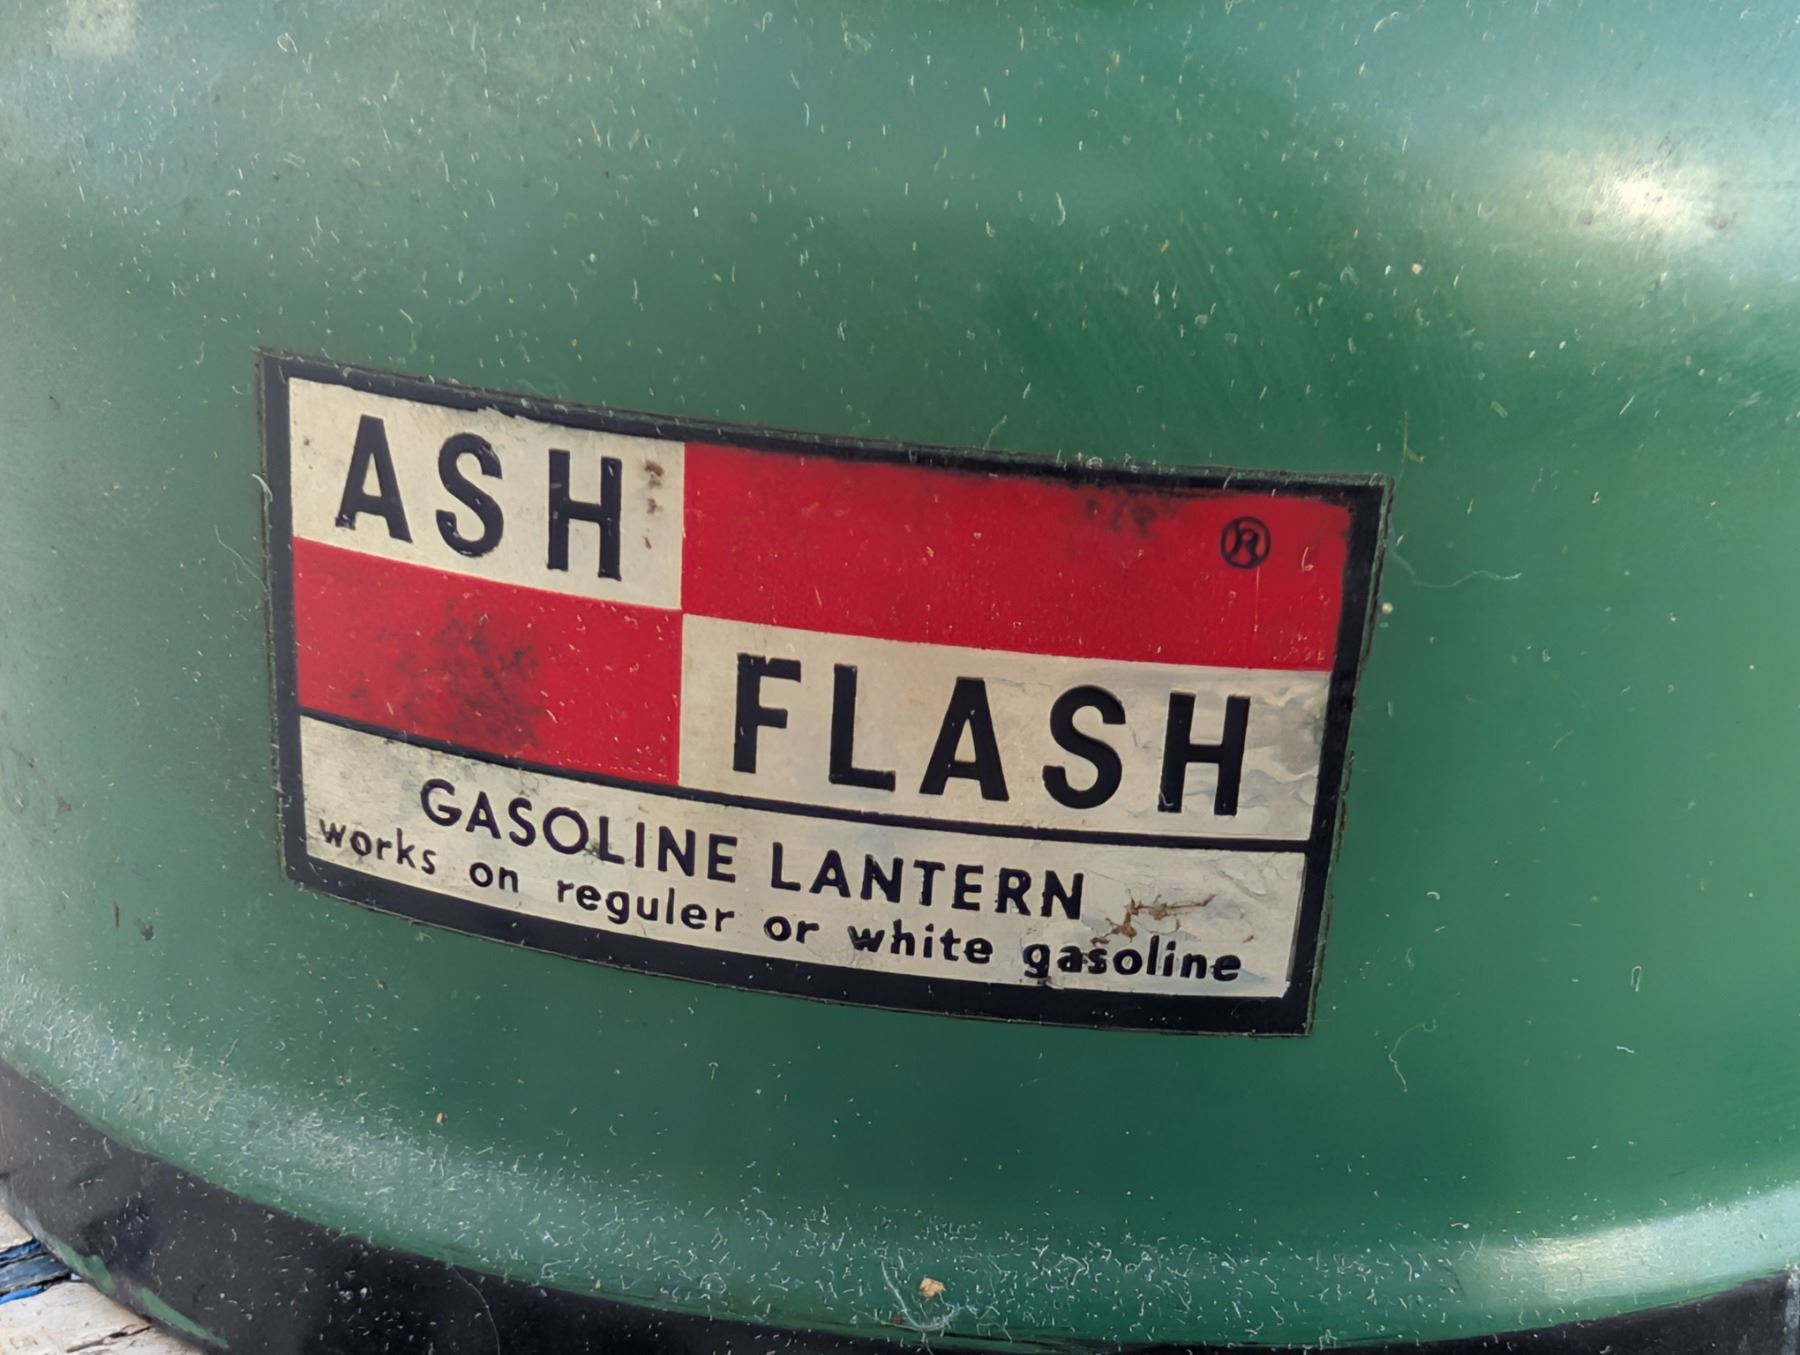 ASH
®
FLASH
GASOLINE LANTERN
works on reguler or white gasoline